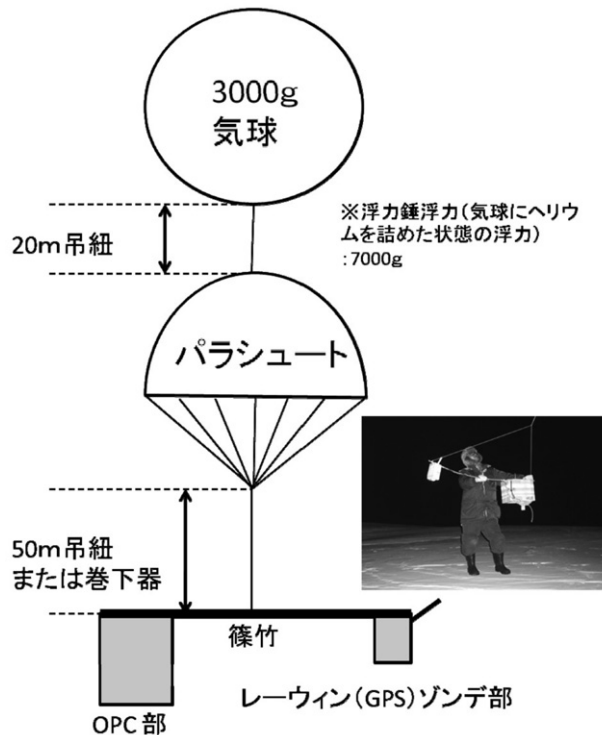 3000g
気球
20m吊紐
※浮力錘浮力(気球にヘリウ
ムを詰めた状態の浮力)
:7000g
パラシュート
50m吊紐
または巻下器
篠竹
レーウィン(GPS)ゾンデ部
OPC部